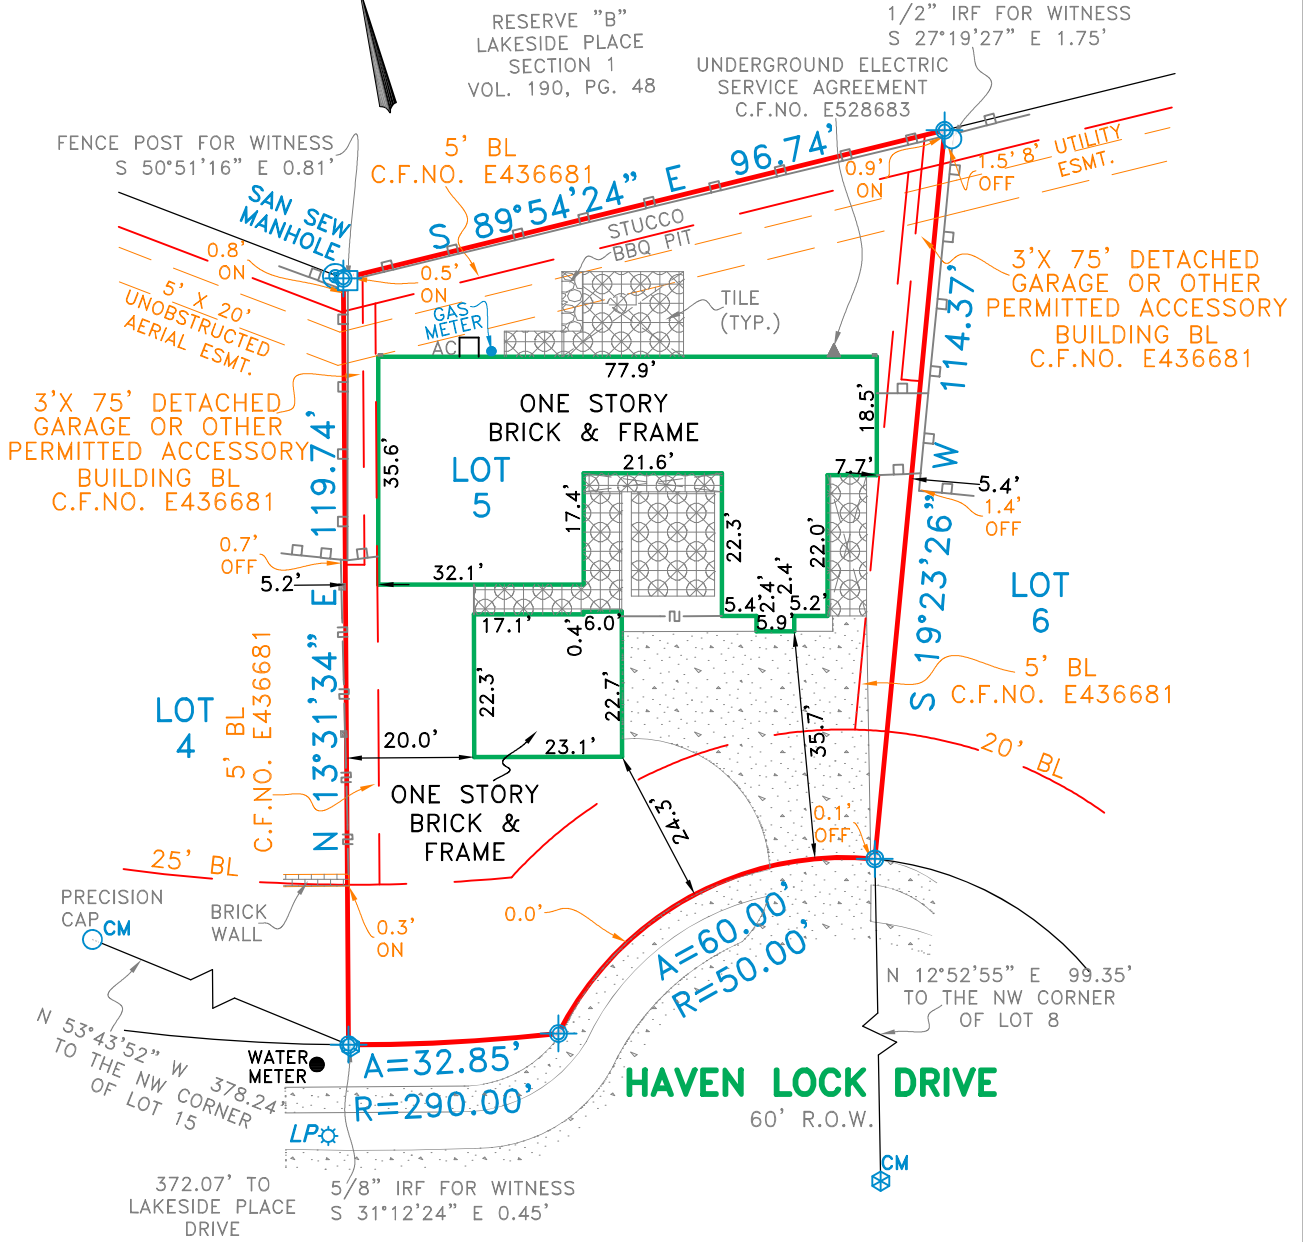 RESERVE "B"
LAKESIDE PLACE
SECTION 1
VOL. 190, PG. 48
1/2" IRF FOR WITNESS
S 27°19'27" E 1.75'
UNDERGROUND ELECTRIC
SERVICE AGREEMENT
C.F.NO. E528683
FENCE POST FOR WITNESS
S 50°51'16" E 0.81'
5' BL
C.F.NO. E436681
S 89°54'24" E 96.74'
0.9'
ON
1.5'
OFF
8' UTILITY
ESMT.
SAN SEW
MANHOLE
0.8'
ON
0.5'
ON
STUCCO
BBQ PIT
5' X 20'
UNOBSTRUCTED
AERIAL ESMT.
GAS
METER
AC
TILE
(TYP.)
3'X 75' DETACHED
GARAGE OR OTHER
PERMITTED ACCESSORY
BUILDING BL
C.F.NO. E436681
114.37'
77.9'
18.5'
ONE STORY
BRICK & FRAME
3'X 75' DETACHED
GARAGE OR OTHER
PERMITTED ACCESSORY
BUILDING BL
C.F.NO. E436681
LOT
5
35.6'
21.6'
7.7'
17.4'
22.3'
22.0'
5.4'
1.4'
OFF
0.7'
OFF
5.2'
32.1'
N 13°31'34" E 119.74'
S 19°23'26" W
LOT
6
5.4'
2.4'
2.4'
5.2'
5.9'
17.1'
0.4'
6.0'
22.3'
22.7'
23.1'
20.0'
LOT
4
5' BL
C.F.NO. E436681
5' BL
C.F.NO. E436681
35.7'
20' BL
ONE STORY
BRICK &
FRAME
24.3'
0.1'
OFF
25' BL
PRECISION
CAP
CM
BRICK
WALL
0.3'
ON
0.0'
A=60.00'
R=50.00'
N 12°52'55" E 99.35'
TO THE NW CORNER
OF LOT 8
N 53°43'52" W 378.24'
TO THE NW CORNER
OF LOT 15
WATER
METER
A=32.85'
R=290.00'
HAVEN LOCK DRIVE
60' R.O.W.
LP
CM
372.07' TO
LAKESIDE PLACE
DRIVE
5/8" IRF FOR WITNESS
S 31°12'24" E 0.45'